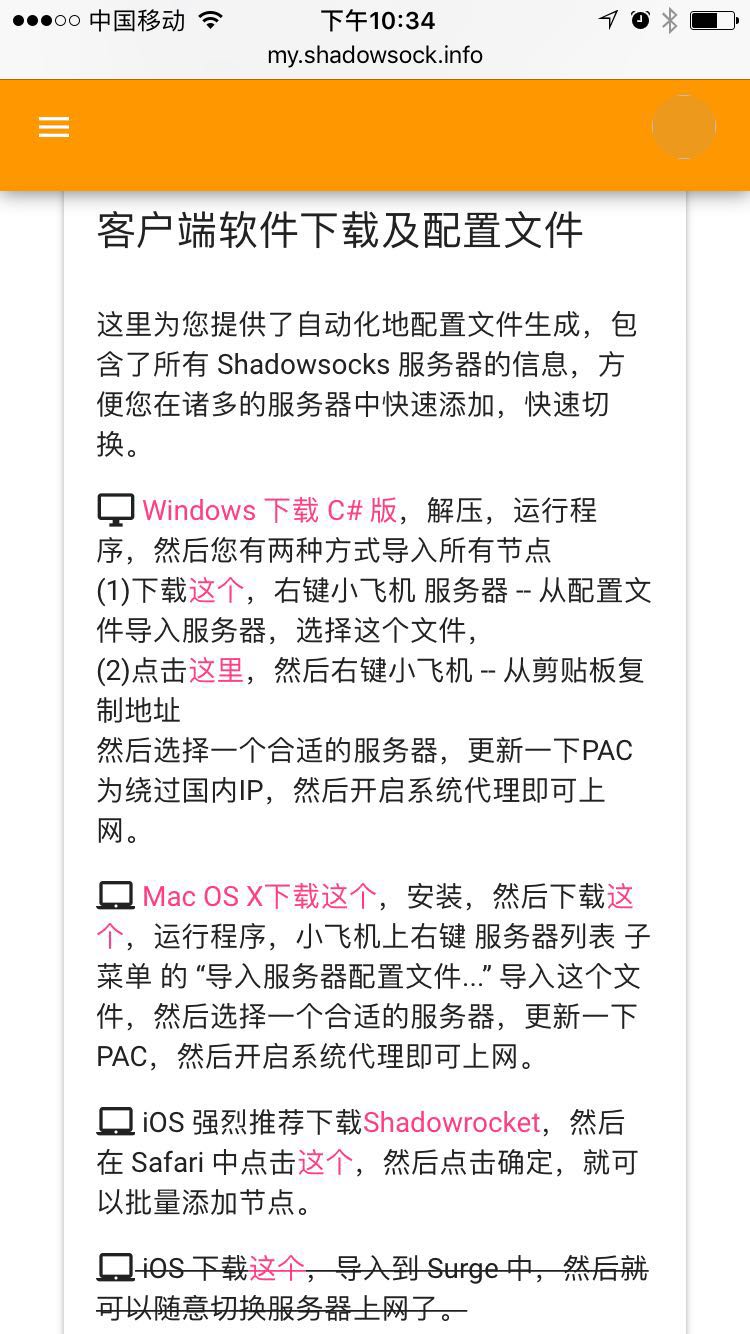 中国移动 下午10:34
my.shadowsock.info
客户端软件下载及配置文件
这里为您提供了自动化地配置文件生成，包
含了所有 Shadowsocks 服务器的信息，方
便您在诸多的服务器中快速添加，快速切
换。
Windows 下载 C# 版，解压，运行程
序，然后您有两种方式导入所有节点
(1)下载这个，右键小飞机 服务器 -- 从配置文
件导入服务器，选择这个文件，
(2)点击这里，然后右键小飞机 -- 从剪贴板复
制地址
然后选择一个合适的服务器，更新一下PAC
为绕过国内IP，然后开启系统代理即可上
网。
Mac OS X下载这个，安装，然后下载这
个，运行程序，小飞机上右键 服务器列表 子
菜单 的 “导入服务器配置文件...” 导入这个文
件，然后选择一个合适的服务器，更新一下
PAC，然后开启系统代理即可上网。
iOS 强烈推荐下载Shadowrocket，然后
在 Safari 中点击这个，然后点击确定，就可
以批量添加节点。
iOS 下载这个，导入到 Surge 中，然后就
可以随意切换服务器上网了。